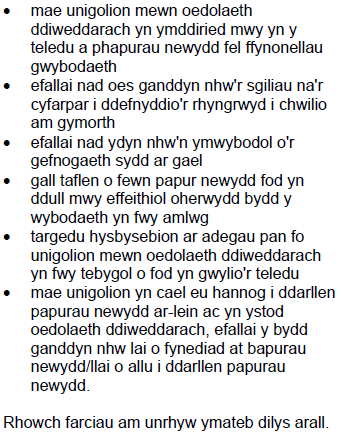 • mae unigolion mewn oedolaeth
ddiweddarach yn ymddiried mwy yn y
teledu a phapurau newydd fel ffynonellau
gwybodaeth
• efallai nad oes ganddyn nhw'r sgiliau na'r
cyfarpar i ddefnyddio'r rhyngrwyd i chwilio
am gymorth
• efallai nad ydyn nhw'n ymwybodol o'r
gefnogaeth sydd ar gael
• gall taflen o fewn papur newydd fod yn
ddull mwy effeithiol oherwydd bydd y
wybodaeth yn fwy amlwg
• targedu hysbysebion ar adegau pan fo
unigolion mewn oedolaeth ddiweddarach
yn fwy tebygol o fod yn gwylio'r teledu
• mae unigolion yn cael eu hannog i ddarllen
papurau newydd ar-lein ac yn ystod
oedolaeth ddiweddarach, efallai y bydd
ganddyn nhw lai o fynediad at bapurau
newydd/llai o allu i ddarllen papurau
newydd.
Rhowch farciau am unrhyw ymateb dilys arall.